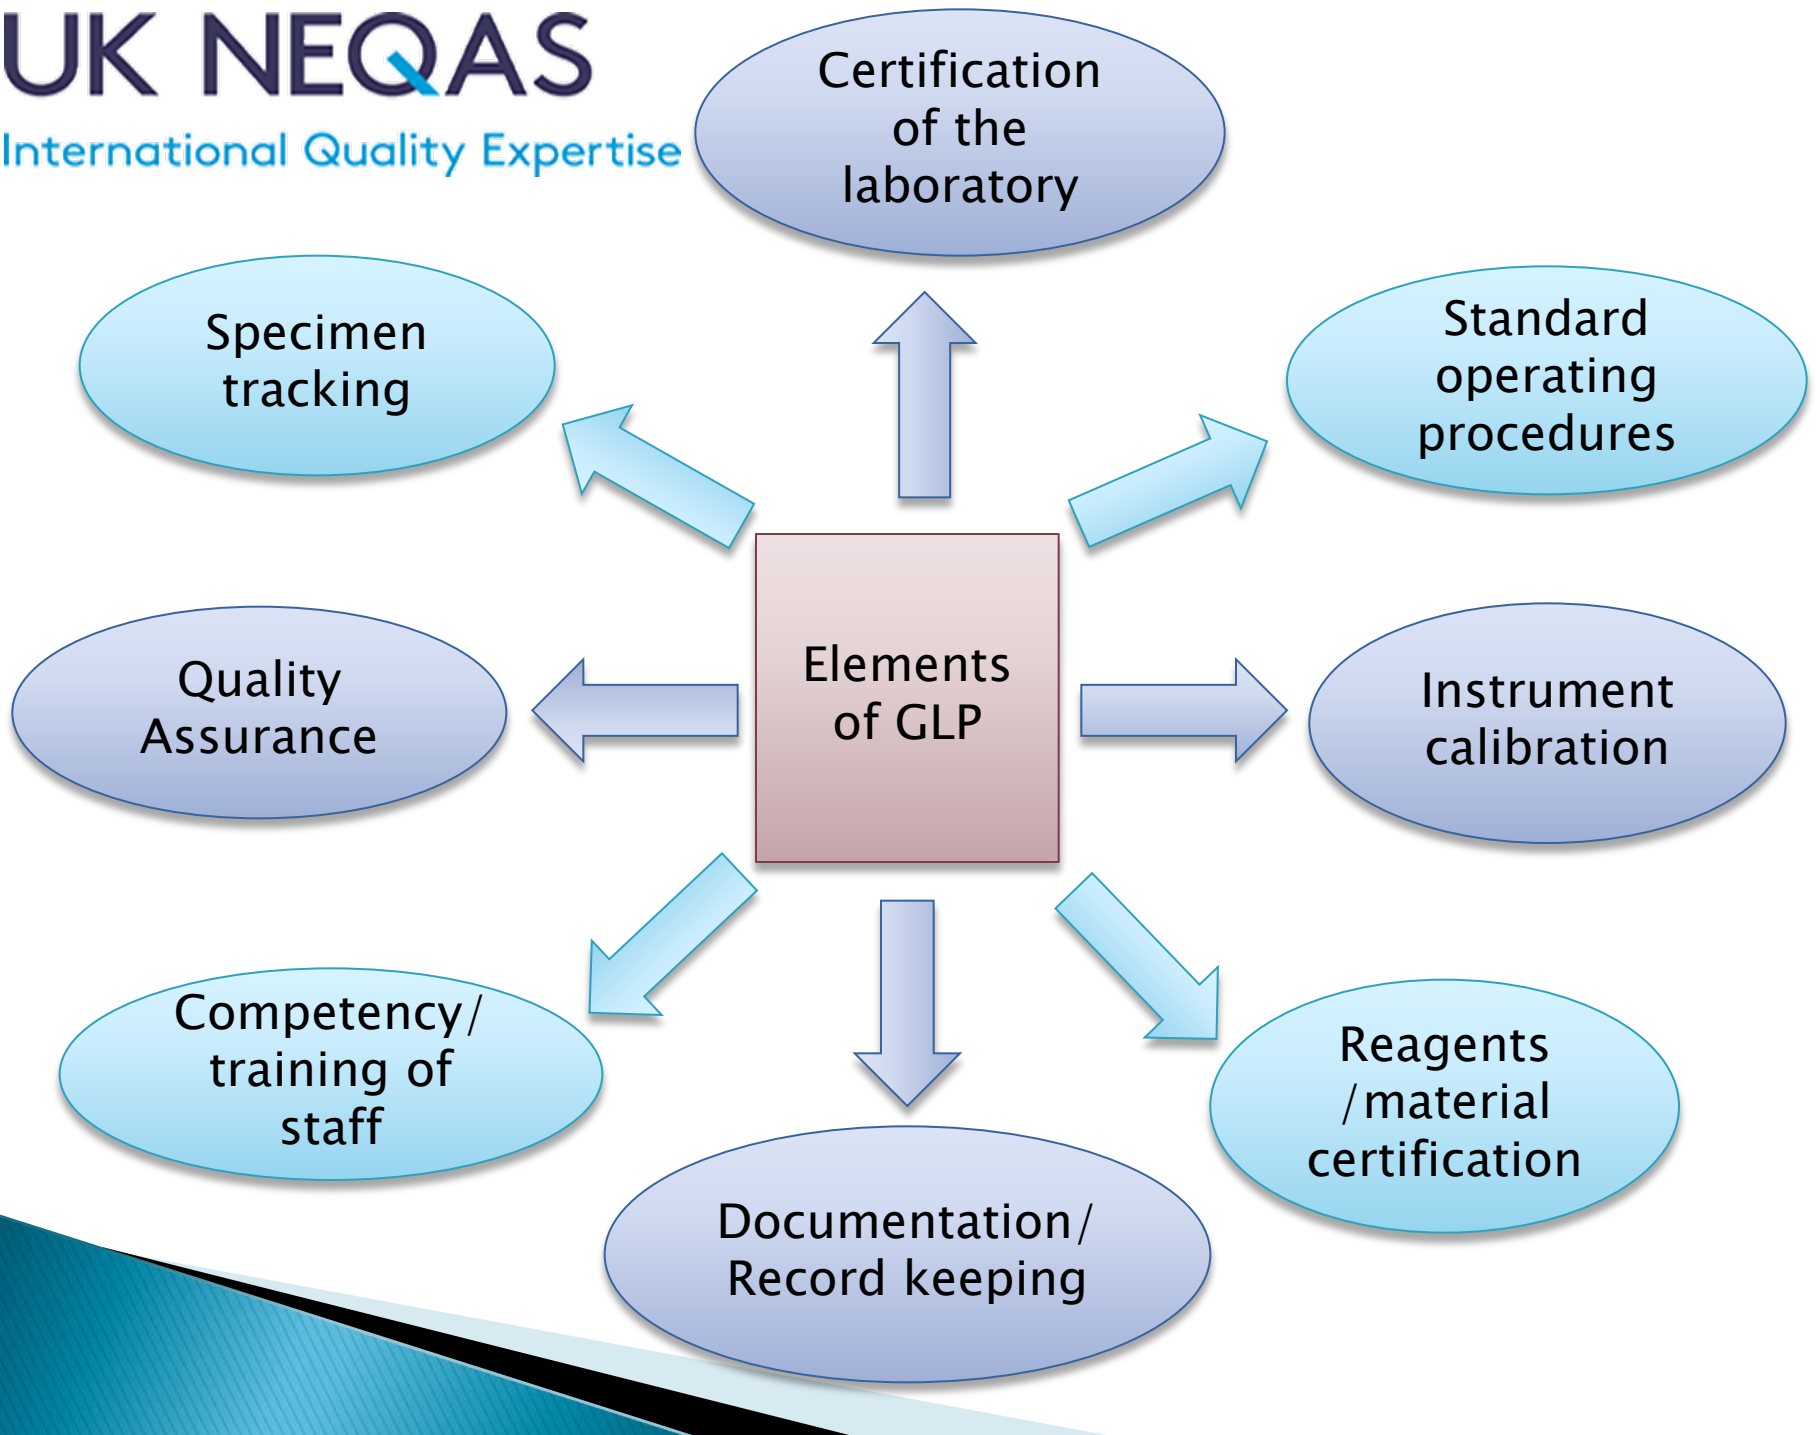 UK NEQAS
International Quality Expertise
Certification
of the
laboratory
Standard
operating
procedures
Instrument
calibration
Reagents
/material
certification
Documentation/
Record keeping
Competency/
training of
staff
Quality
Assurance
Specimen
tracking
Elements
of GLP